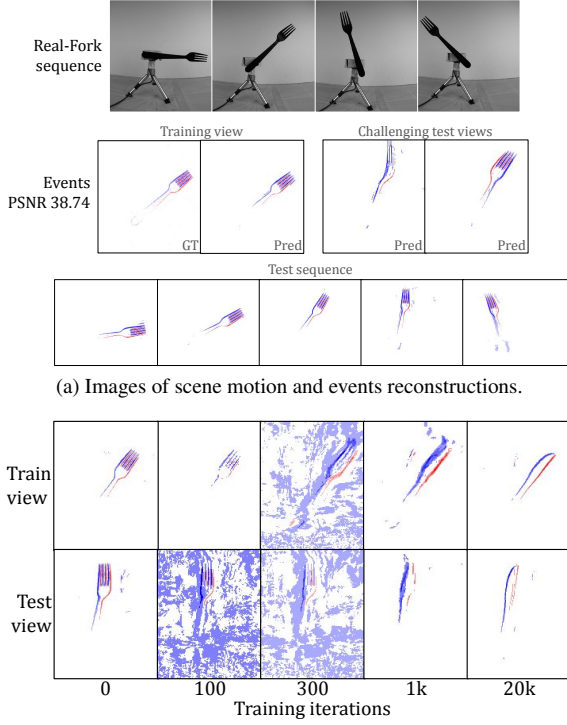 Real-Fork
sequence
Training view
Challenging test views
Events
PSNR 38.74
GT
Pred
Pred
Pred
Test sequence
(a) Images of scene motion and events reconstructions.
Train
view
Test
view
0 100 300 1k 20k
Training iterations